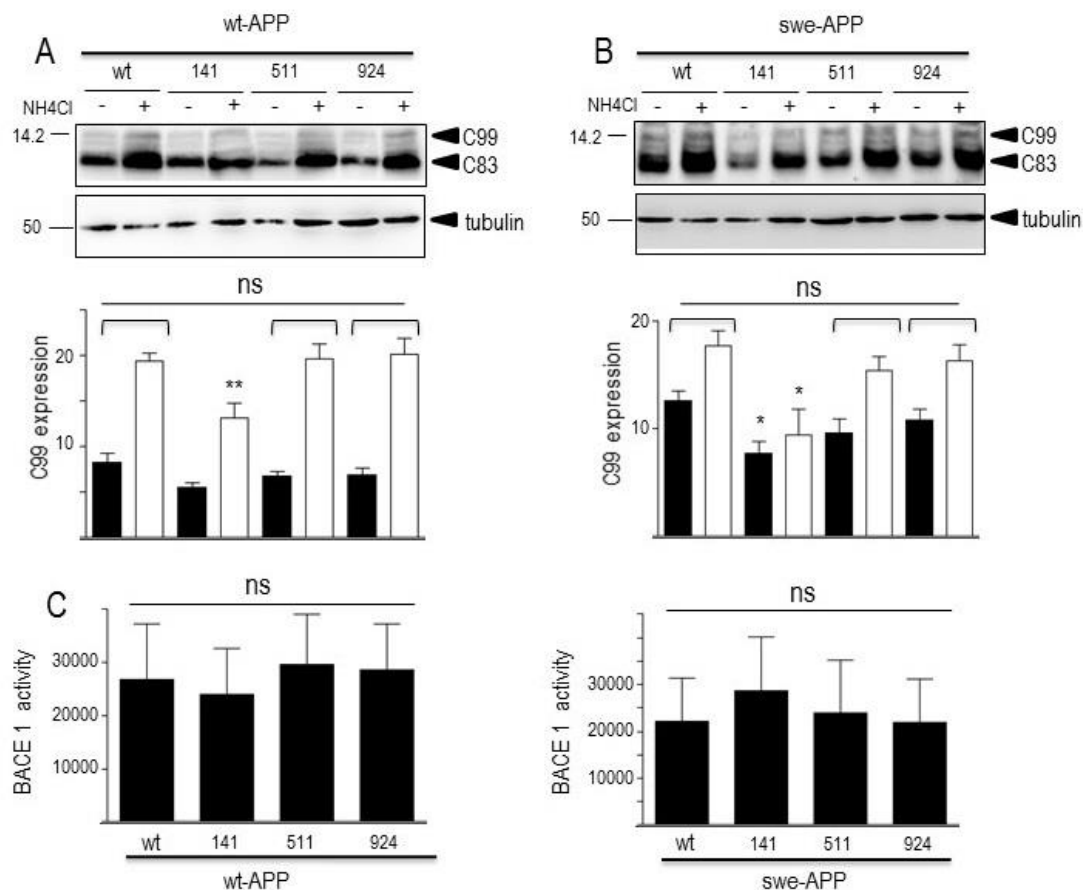 A
wt-APP
wt 141 511 924
NH4Cl - + - + - + - +
14.2
C99
C83
50
tubulin
ns
C99 expression
20
10
**
B
swe-APP
wt 141 511 924
NH4Cl - + - + - + - +
14.2
C99
C83
50
tubulin
ns
C99 expression
20
10
* *
C
ns
BACE 1 activity
30000
20000
10000
wt 141 511 924
wt-APP
ns
BACE 1 activity
30000
20000
10000
wt 141 511 924
swe-APP